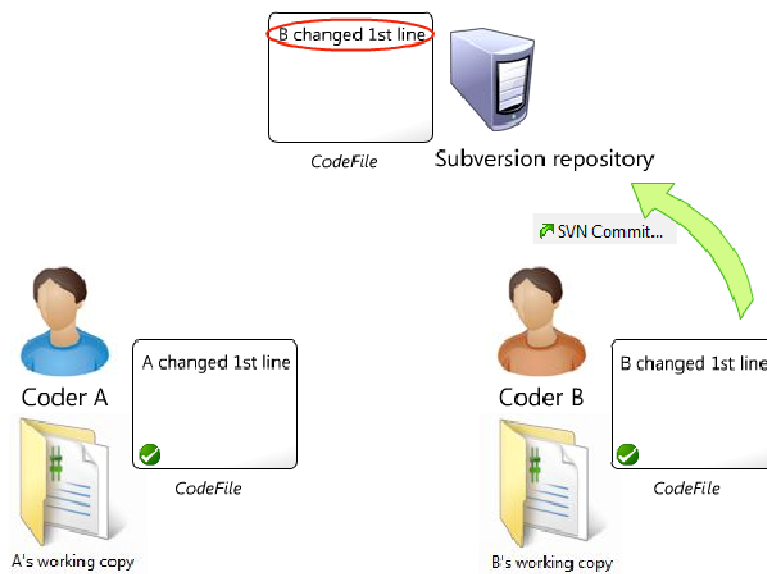 B changed 1st line
CodeFile
Subversion repository
SVN Commit...
A changed 1st line
B changed 1st line
Coder A
Coder B
CodeFile
CodeFile
A's working copy
B's working copy